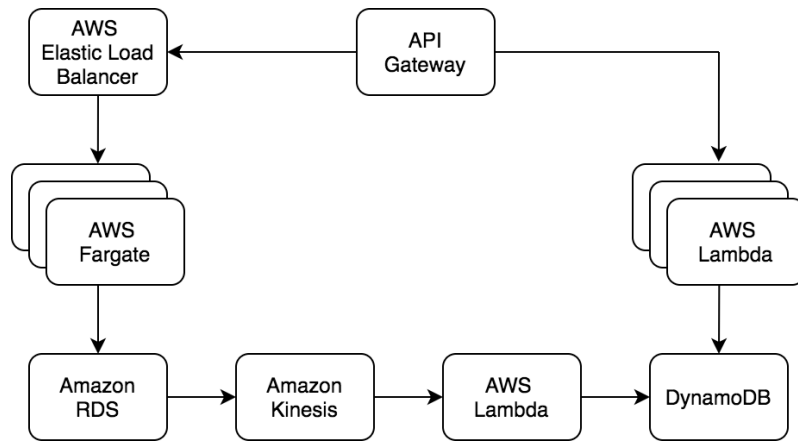 AWS
Elastic Load
Balancer
API
Gateway
AWS
Fargate
AWS
Lambda
Amazon
RDS
Amazon
Kinesis
AWS
Lambda
DynamoDB